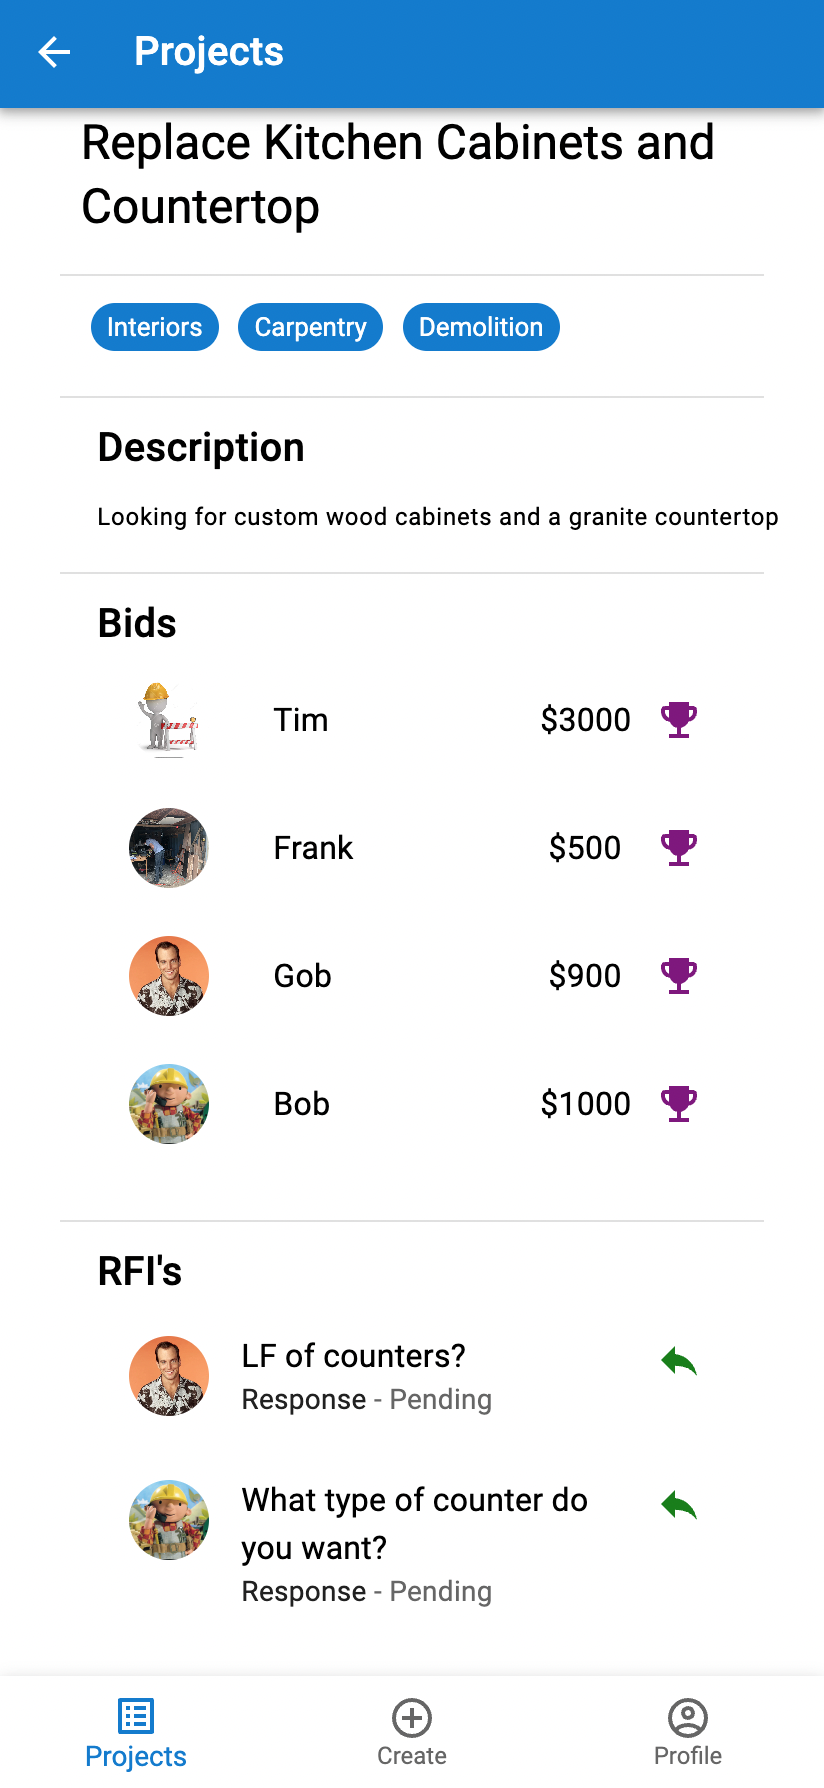 Projects
Replace Kitchen Cabinets and
Countertop
Interiors Carpentry Demolition
Description
Looking for custom wood cabinets and a granite countertop
Bids
Tim $3000
Frank $500
Gob $900
Bob $1000
RFI's
LF of counters?
Response - Pending
What type of counter do
you want?
Response - Pending
Projects Create Profile